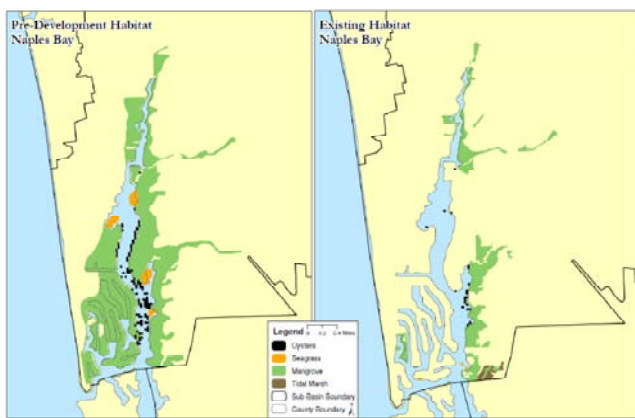 Pre-Development Habitat
Naples Bay
Existing Habitat
Naples Bay
Legend
Oysters
Seagrass
Mangrove
Tidal Marsh
Sub-Basin Boundary
County Boundary